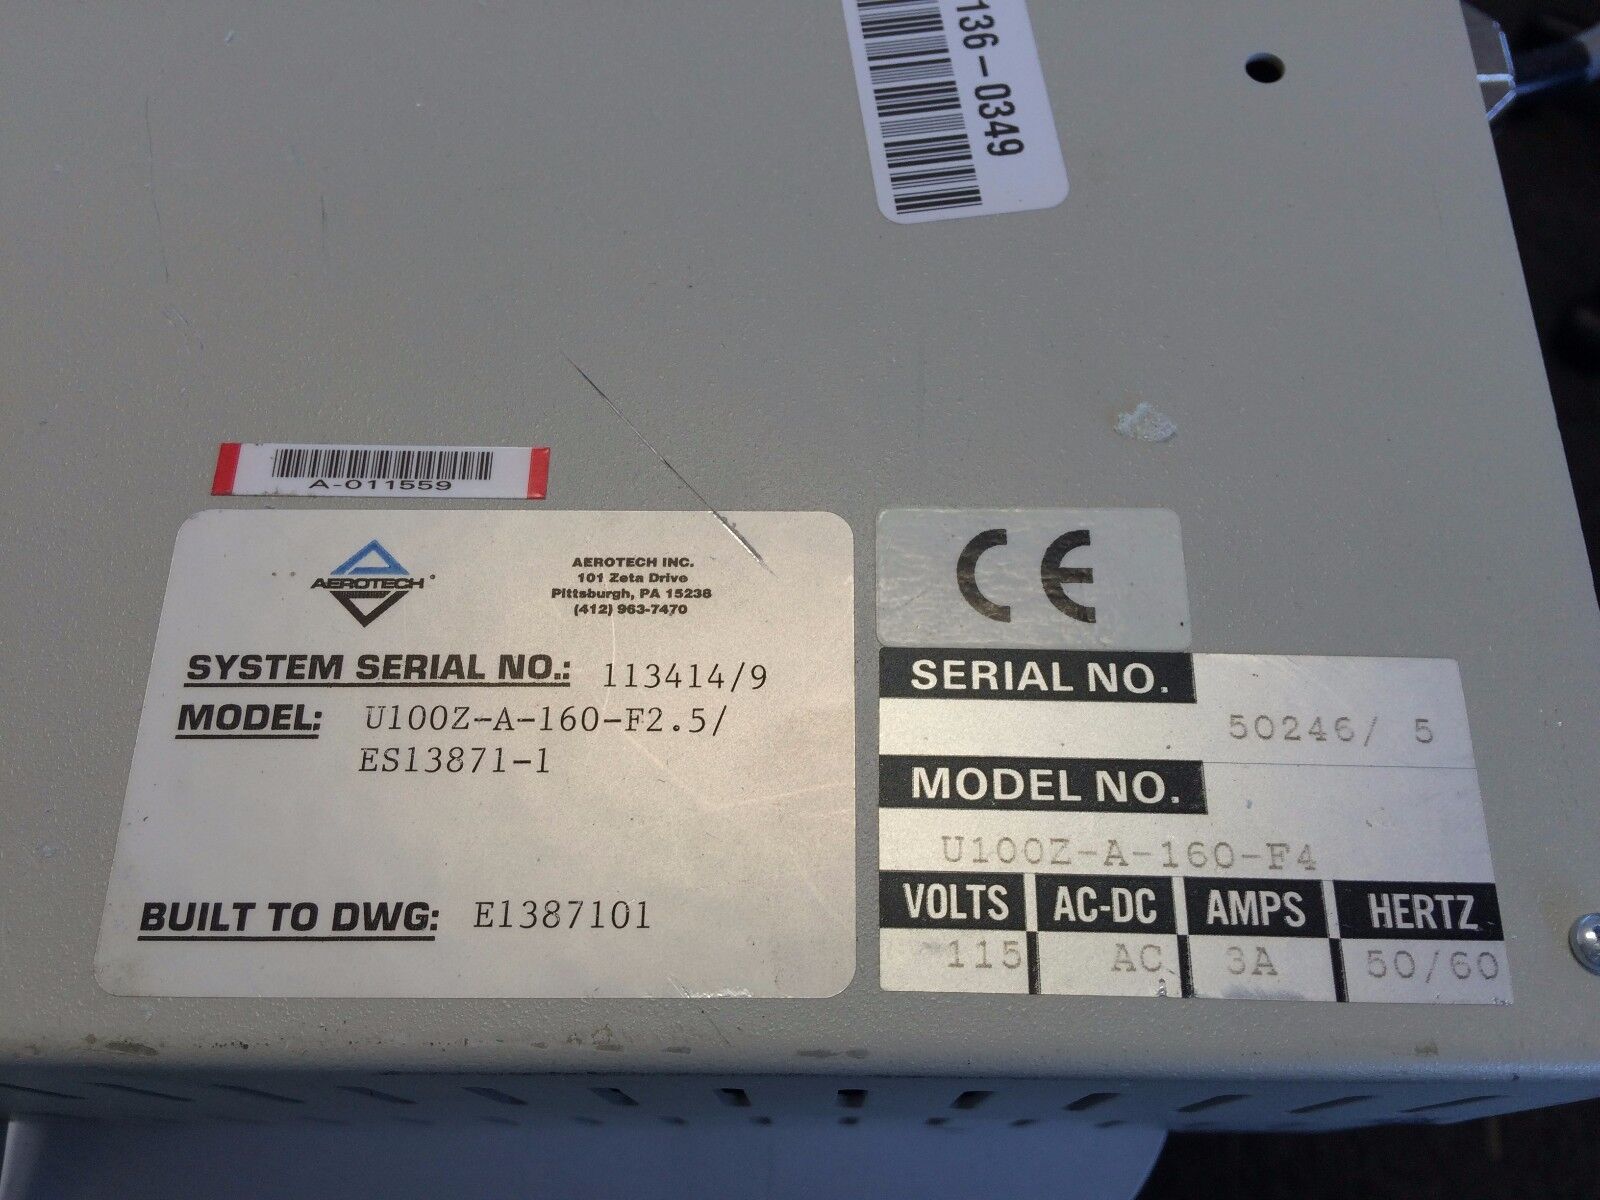 136-0349
A-011559
AEROTECH
AEROTECH INC.
101 Zeta Drive
Pittsburgh, PA 15238
(412) 963-7470
SYSTEM SERIAL NO.: 113414/9
MODEL: U100Z-A-160-F2.5/
ES13871-1
BUILT TO DWG: E1387101
CE
SERIAL NO.
50246/ 5
MODEL NO.
U100Z-A-160-F4
VOLTS AC-DC AMPS HERTZ
115 AC 3A 50/60